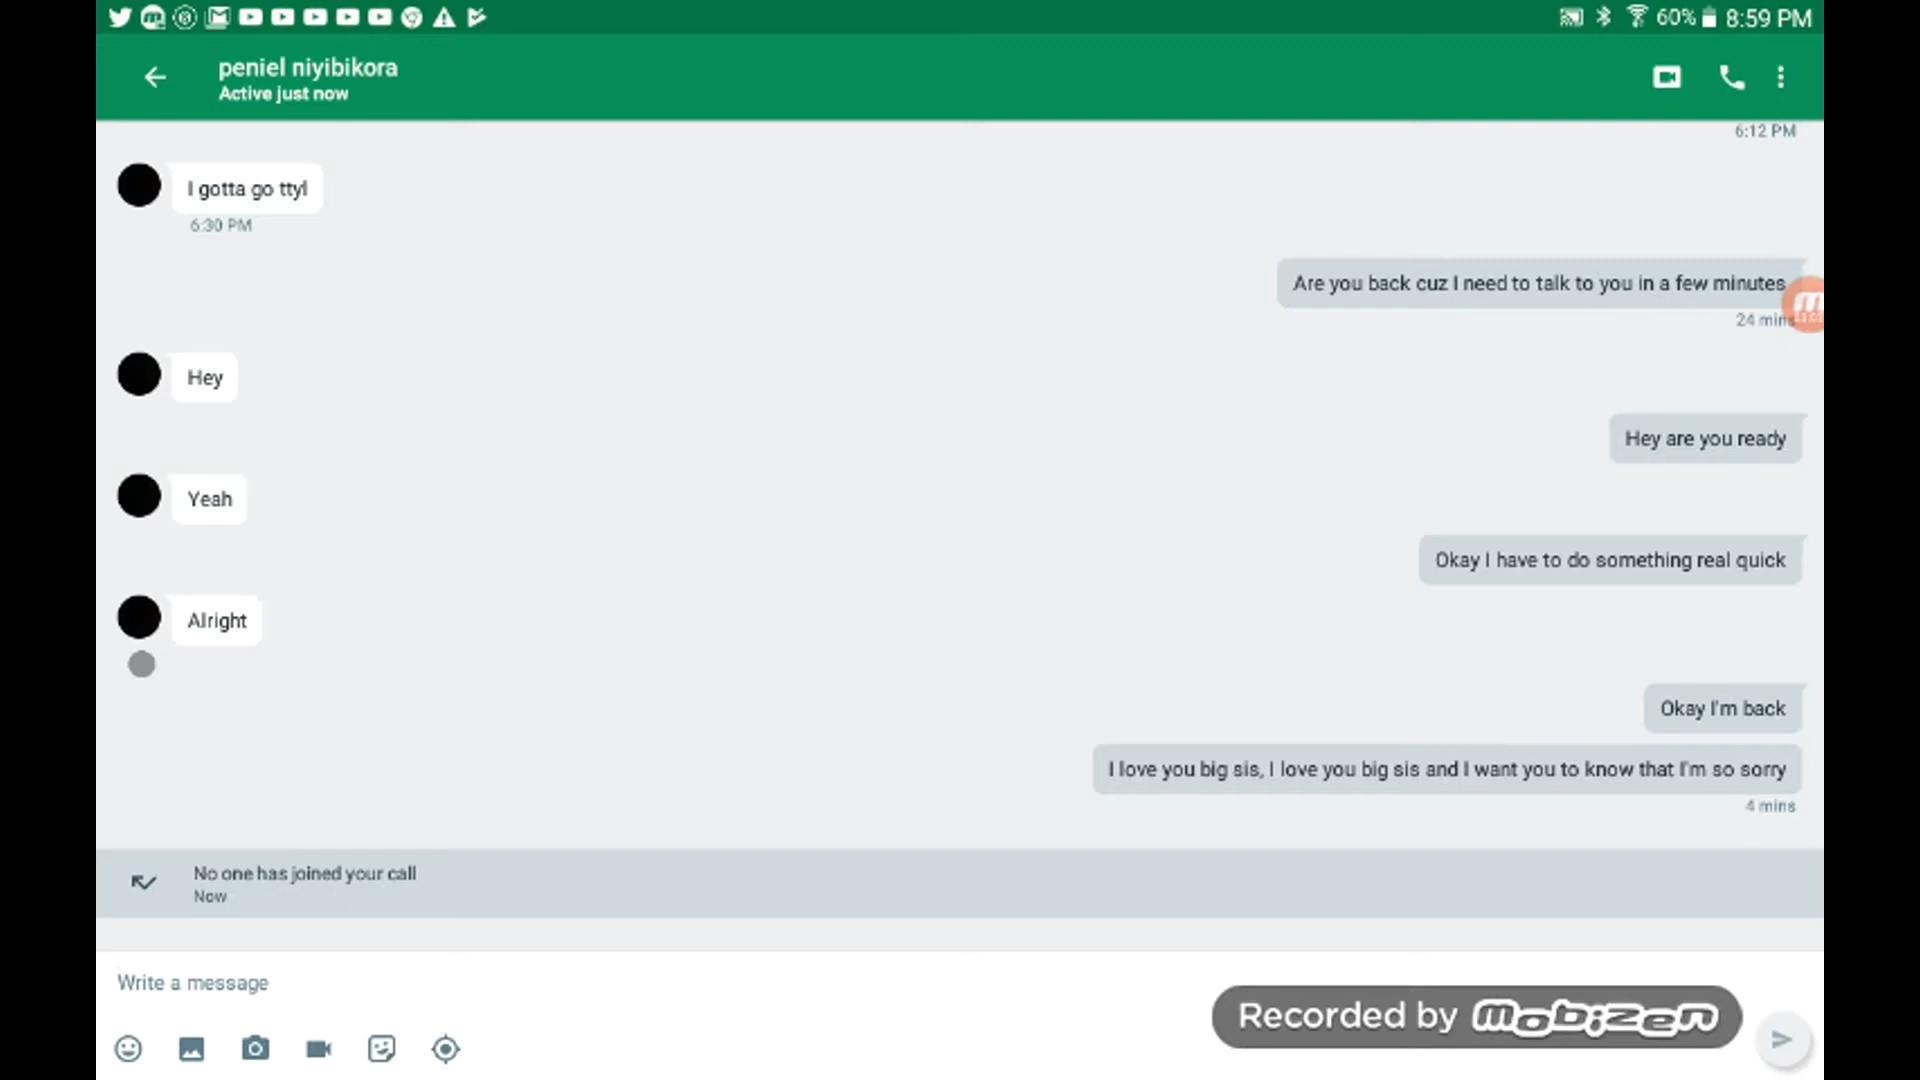 60% 8:59 PM
peniel niyibikora
Active just now
6:12 PM
I gotta go ttyl
6:30 PM
Are you back cuz I need to talk to you in a few minutes
24 mins
Hey
Hey are you ready
Yeah
Okay I have to do something real quick
Alright
Okay I'm back
I love you big sis, I love you big sis and I want you to know that I'm so sorry
4 mins
No one has joined your call
Now
Write a message
Recorded by mobizen